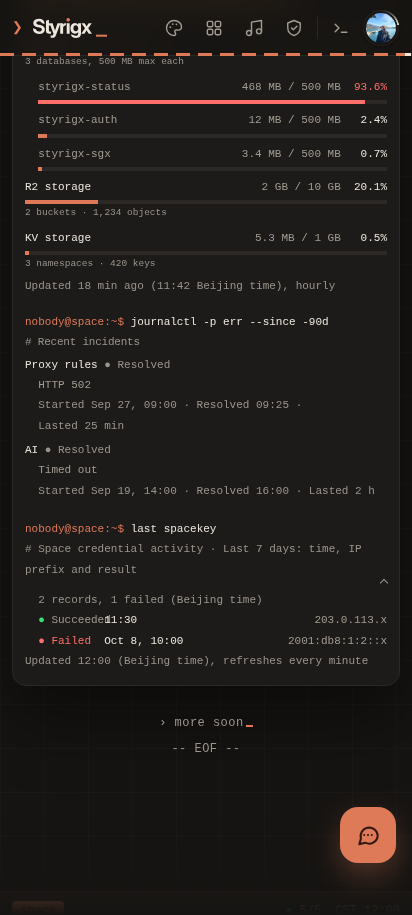 ❯ Styrigx _
3 databases, 500 MB max each
styrigx-status 468 MB / 500 MB 93.6%
styrigx-auth 12 MB / 500 MB 2.4%
styrigx-sgx 3.4 MB / 500 MB 0.7%
R2 storage 2 GB / 10 GB 20.1%
2 buckets · 1,234 objects
KV storage 5.3 MB / 1 GB 0.5%
3 namespaces · 420 keys
Updated 18 min ago (11:42 Beijing time), hourly
nobody@space:~$ journalctl -p err --since -90d
# Recent incidents
Proxy rules ● Resolved
HTTP 502
Started Sep 27, 09:00 · Resolved 09:25 ·
Lasted 25 min
AI ● Resolved
Timed out
Started Sep 19, 14:00 · Resolved 16:00 · Lasted 2 h
nobody@space:~$ last spacekey
# Space credential activity · Last 7 days: time, IP
prefix and result
2 records, 1 failed (Beijing time)
● Succeeded 11:30 203.0.113.x
● Failed Oct 8, 10:00 2001:db8:1:2::x
Updated 12:00 (Beijing time), refreshes every minute
› more soon_
-- EOF --